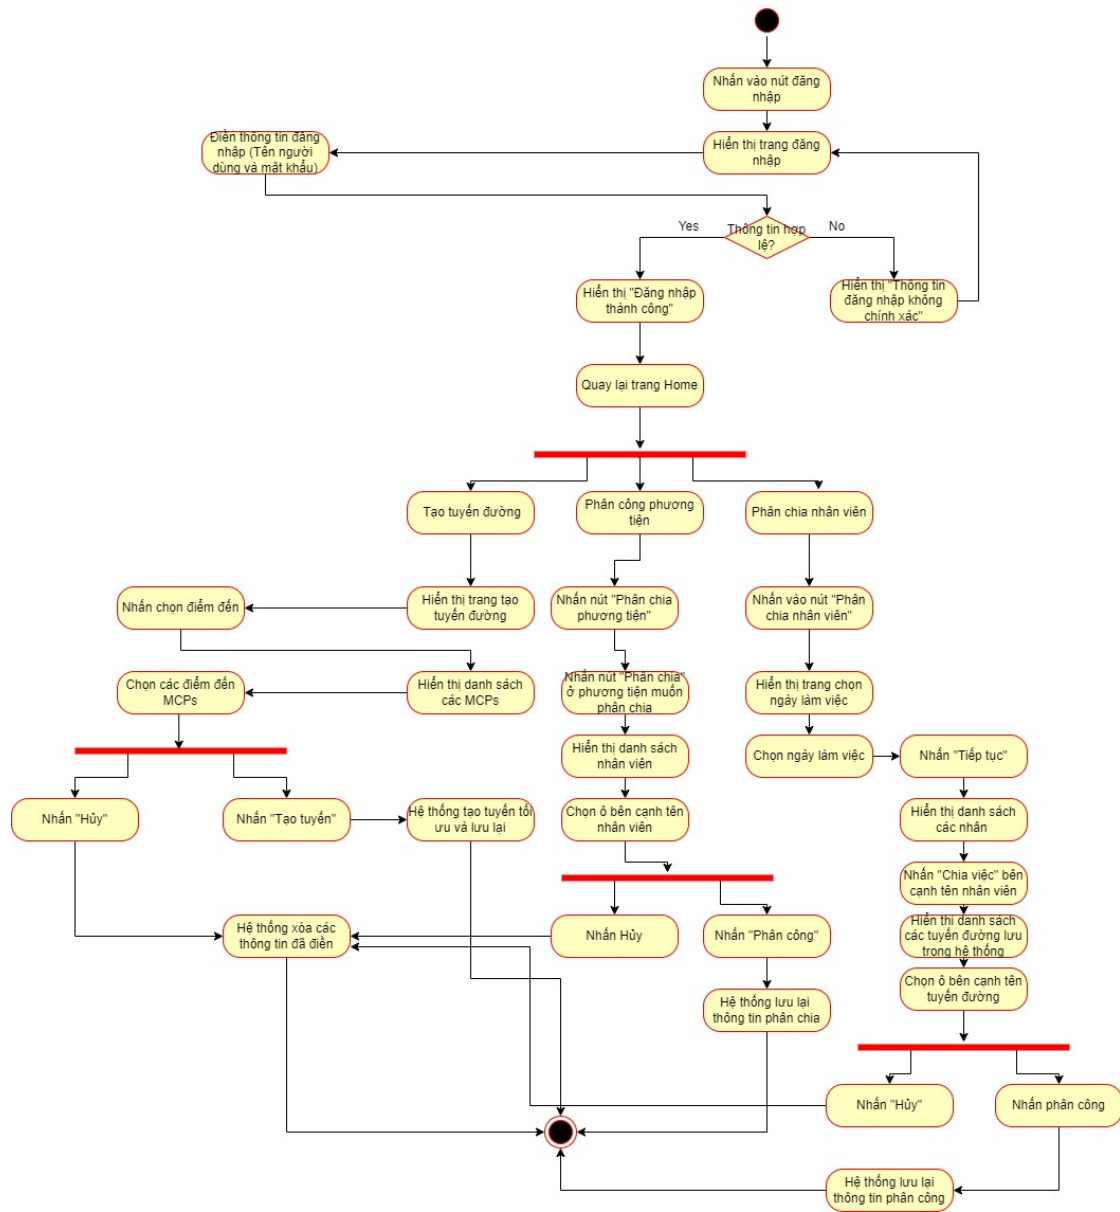 Nhấn vào nút đăng
nhập
Điền thông tin đăng
nhập (Tên người
dùng và mật khẩu)
Hiển thị trang đăng
nhập
Yes
Thông tin hợp
lệ?
No
Hiển thị "Đăng nhập
thành công"
Hiển thị "Thông tin
đăng nhập không
chính xác"
Quay lại trang Home
Tạo tuyến đường
Phân công phương
tiện
Phân chia nhân viên
Nhấn chọn điểm đến
Hiển thị trang tạo
tuyến đường
Nhấn nút "Phân chia
phương tiện"
Nhấn vào nút "Phân
chia nhân viên"
Chọn các điểm đến
MCPs
Hiển thị danh sách
các MCPs
Nhấn nút "Phân chia"
ở phương tiện muốn
phân chia
Hiển thị trang chọn
ngày làm việc
Hiển thị danh sách
nhân viên
Chọn ngày làm việc
Nhấn "Tiếp tục"
Nhấn "Hủy"
Nhấn "Tạo tuyến"
Hệ thống tạo tuyến tối
ưu và lưu lại
Chọn ô bên cạnh tên
nhân viên
Hiển thị danh sách
các nhân
Nhấn "Chia việc" bên
cạnh tên nhân viên
Hệ thống xóa các
thông tin đã điền
Nhấn Hủy
Nhấn "Phân công"
Hiển thị danh sách
các tuyến đường lưu
trong hệ thống
Chọn ô bên cạnh tên
tuyến đường
Hệ thống lưu lại
thông tin phân chia
Nhấn "Hủy"
Nhấn phân công
Hệ thống lưu lại
thông tin phân công